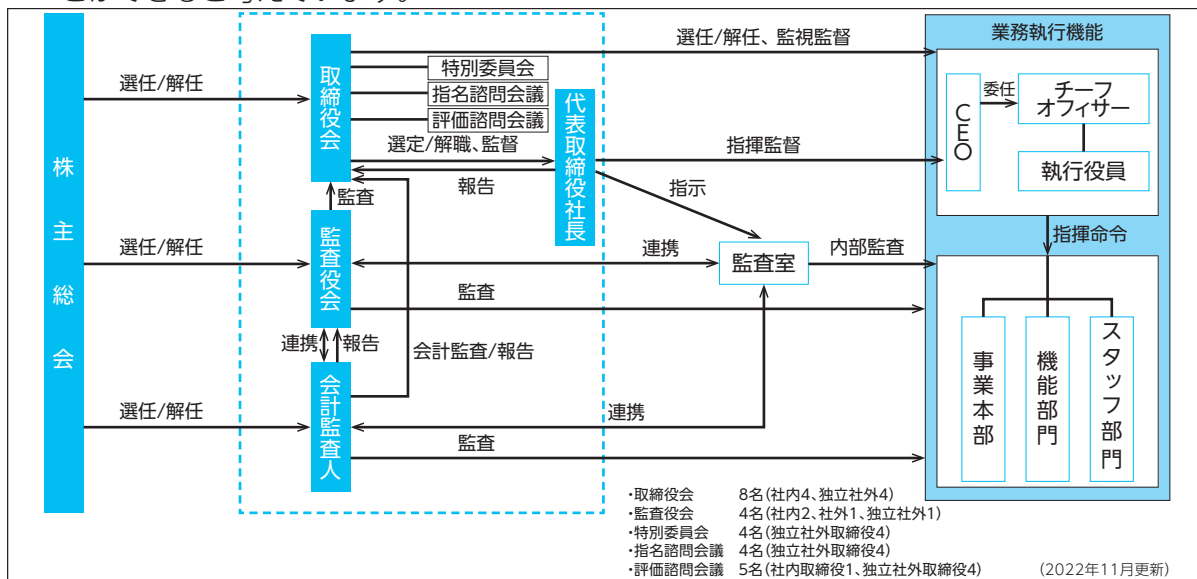 業務執行機能
選任/解任、監視監督
選任/解任
取締役会
特別委員会
指名諮問会議
評価諮問会議
代表取締役社長
CEO
委任
チーフ
オフィサー
執行役員
選定/解職、監督
指揮監督
報告
監査
指示
株主総会
選任/解任
監査役会
連携
監査室
内部監査
指揮命令
監査
連携
報告
会計監査/報告
事業本部
機能部門
スタッフ部門
選任/解任
会計監査人
連携
監査
・取締役会 8名(社内4、独立社外4)
・監査役会 4名(社内2、社外1、独立社外1)
・特別委員会 4名(独立社外取締役4)
・指名諮問会議 4名(独立社外取締役4)
・評価諮問会議 5名(社内取締役1、独立社外取締役4) (2022年11月更新)